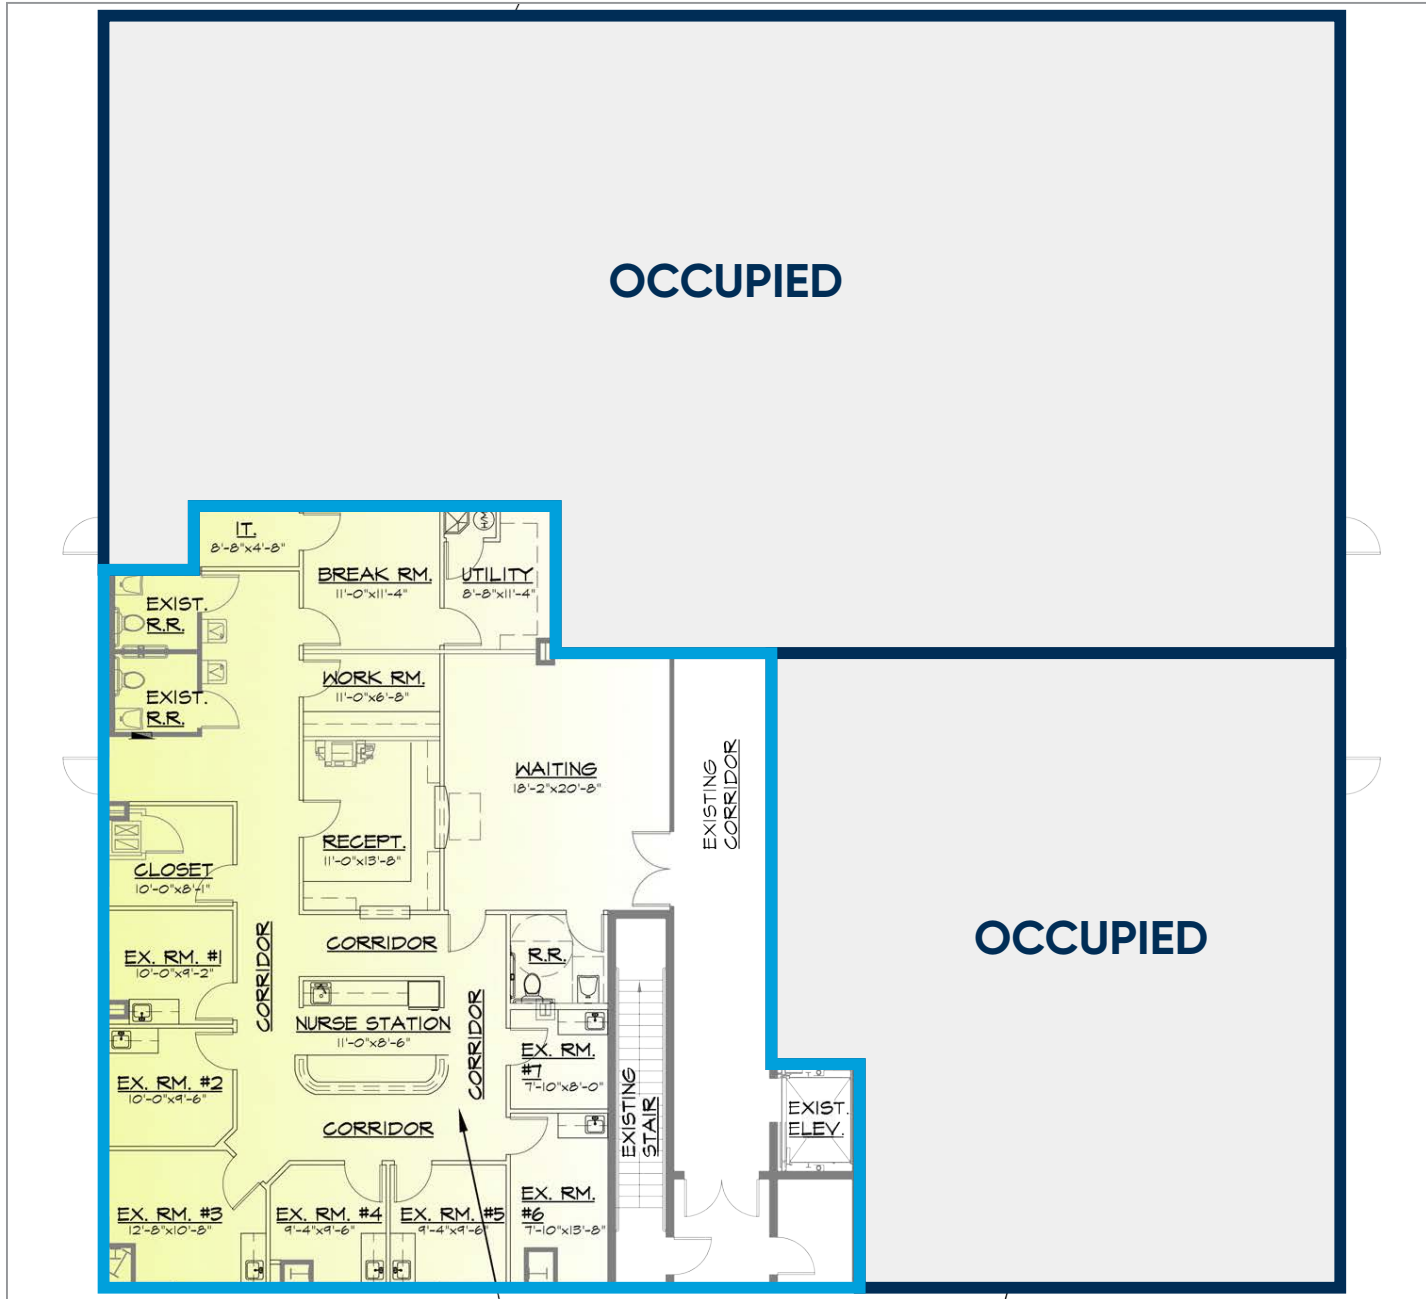 OCCUPIED
IT.
8'-8"x4'-8"
BREAK RM.
11'-0"x11'-4"
UTILITY
8'-8"x11'-4"
EXIST.
R.R.
EXIST.
R.R.
WORK RM.
11'-0"x6'-8"
WAITING
18'-2"x20'-8"
EXISTING
CORRIDOR
RECEPT.
11'-0"x13'-8"
CLOSET
10'-0"x8'-1"
OCCUPIED
CORRIDOR
CORRIDOR
R.R.
EX. RM. #1
10'-0"x9'-2"
NURSE STATION
11'-0"x8'-6"
CORRIDOR
EX. RM.
#7
7'-10"x8'-0"
EX. RM. #2
10'-0"x9'-6"
CORRIDOR
EXISTING
STAIR
EXIST.
ELEV.
EX. RM. #3
12'-8"x10'-8"
EX. RM. #4
9'-4"x9'-6"
EX. RM. #5
9'-4"x9'-6"
EX. RM.
#6
7'-10"x13'-8"